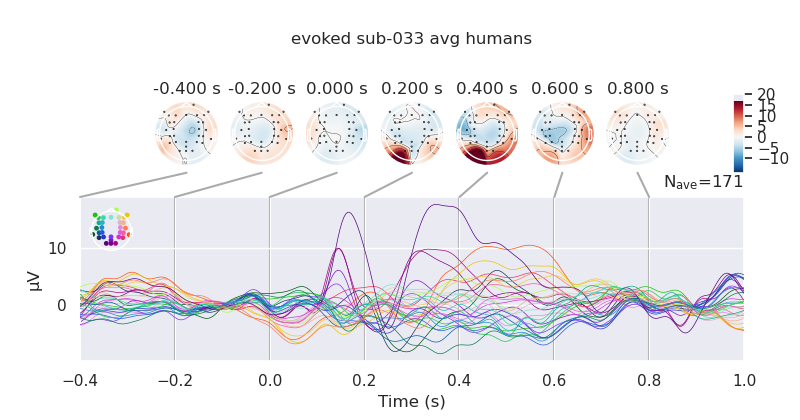 evoked sub-033 avg humans
-0.400 s -0.200 s 0.000 s 0.200 s 0.400 s 0.600 s 0.800 s
20
15
10
5
0
−5
−10
Nave=171
10
0
µV
−0.4 −0.2 0.0 0.2 0.4 0.6 0.8 1.0
Time (s)